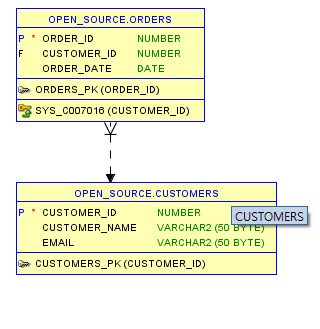 OPEN_SOURCE.ORDERS
P * ORDER_ID NUMBER
F CUSTOMER_ID NUMBER
ORDER_DATE DATE
ORDERS_PK (ORDER_ID)
SYS_C007016 (CUSTOMER_ID)
OPEN_SOURCE.CUSTOMERS
P * CUSTOMER_ID NUMBER
CUSTOMERS
CUSTOMER_NAME VARCHAR2 (50 BYTE)
EMAIL VARCHAR2 (50 BYTE)
CUSTOMERS_PK (CUSTOMER_ID)